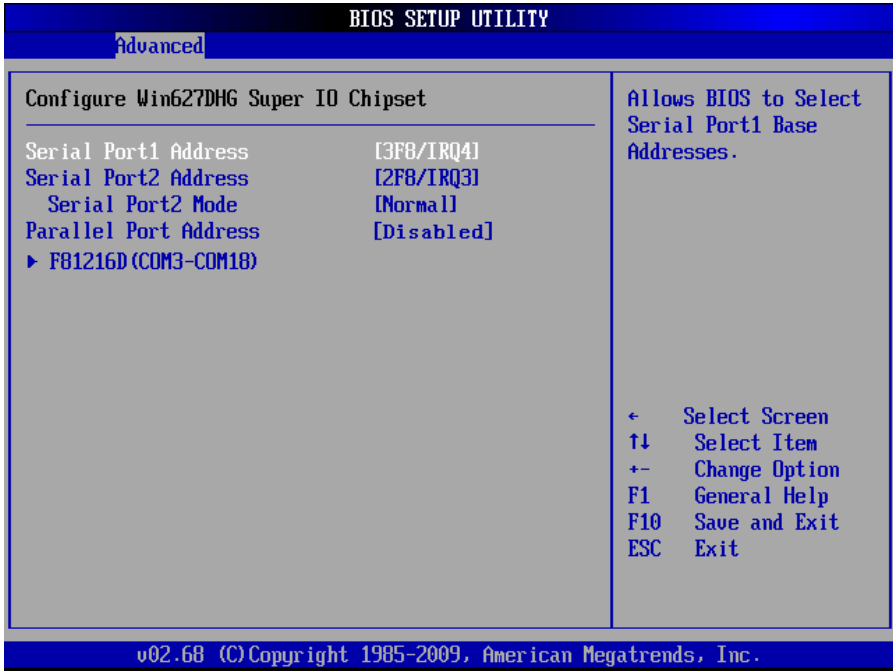 BIOS SETUP UTILITY
Advanced
Configure Win627DHG Super IO Chipset
Serial Port1 Address [3F8/IRQ4]
Serial Port2 Address [2F8/IRQ3]
Serial Port2 Mode [Normal]
Parallel Port Address [Disabled]
▶ F81216D(COM3-COM18)
Allows BIOS to Select
Serial Port1 Base
Addresses.
← Select Screen
↑↓ Select Item
+- Change Option
F1 General Help
F10 Save and Exit
ESC Exit
v02.68 (C)Copyright 1985-2009, American Megatrends, Inc.